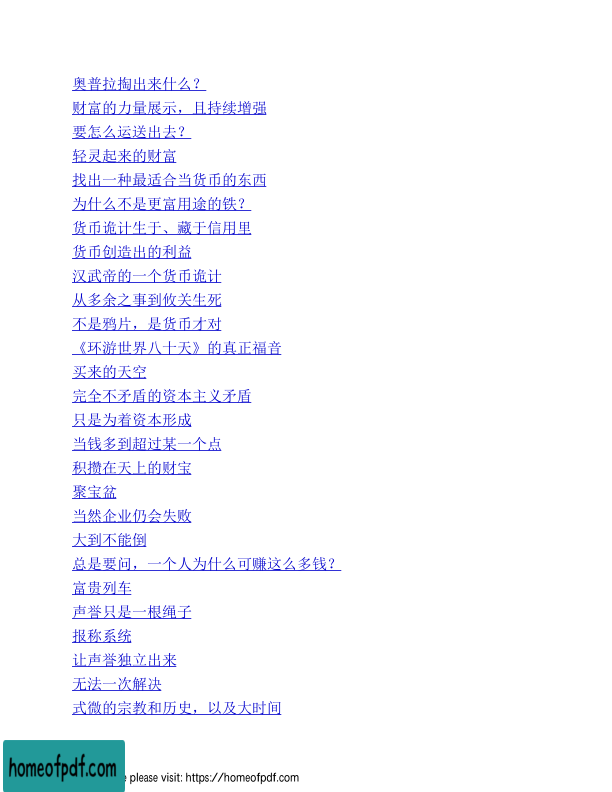 奥普拉掏出来什么？
财富的力量展示，且持续增强
要怎么运送出去？
轻灵起来的财富
找出一种最适合当货币的东西
为什么不是更富用途的铁？
货币诡计生于、藏于信用里
货币创造出的利益
汉武帝的一个货币诡计
从多余之事到攸关生死
不是鸦片，是货币才对
《环游世界八十天》的真正福音
买来的天空
完全不矛盾的资本主义矛盾
只是为着资本形成
当钱多到超过某一个点
积攒在天上的财宝
聚宝盆
当然企业仍会失败
大到不能倒
总是要问，一个人为什么可赚这么多钱？
富贵列车
声誉只是一根绳子
报称系统
让声誉独立出来
无法一次解决
式微的宗教和历史，以及大时间
homeofpdf.com
e please visit: https://homeofpdf.com